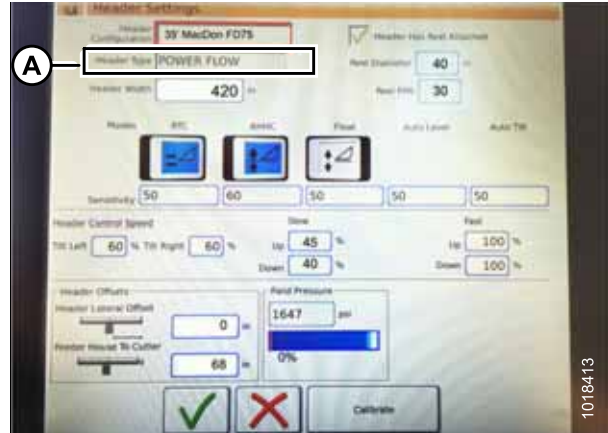 Header Settings
Header Configuration 35' MacDon FD75
Header Has Reel Attached
A
Header Type POWER FLOW
Reel Diameter 40 in
Header Width 420 in
Reel PPR 30
Modes RTC AHHC Float Auto Level Auto Tilt
Sensitivity 50 60 50 50 50
Header Control Speed
Slow Fast
Tilt Left 60 % Tilt Right 60 % Up 45 % Up 100 %
Down 40 % Down 100 %
Header Offsets
Field Pressure
Header Lateral Offset
0 in
1647 psi
Feeder House To Cutter
68 in
0%
Calibrate
1018413